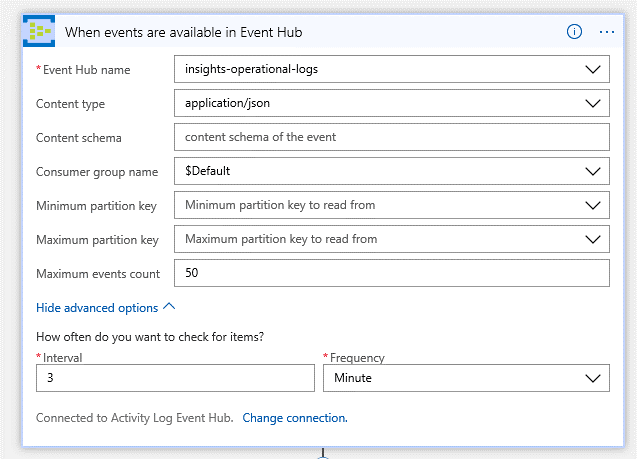 When events are available in Event Hub
*Event Hub name insights-operational-logs
Content type application/json
Content schema content schema of the event
Consumer group name $Default
Minimum partition key Minimum partition key to read from
Maximum partition key Maximum partition key to read from
Maximum events count 50
Hide advanced options
How often do you want to check for items?
*Interval *Frequency
3 Minute
Connected to Activity Log Event Hub. Change connection.